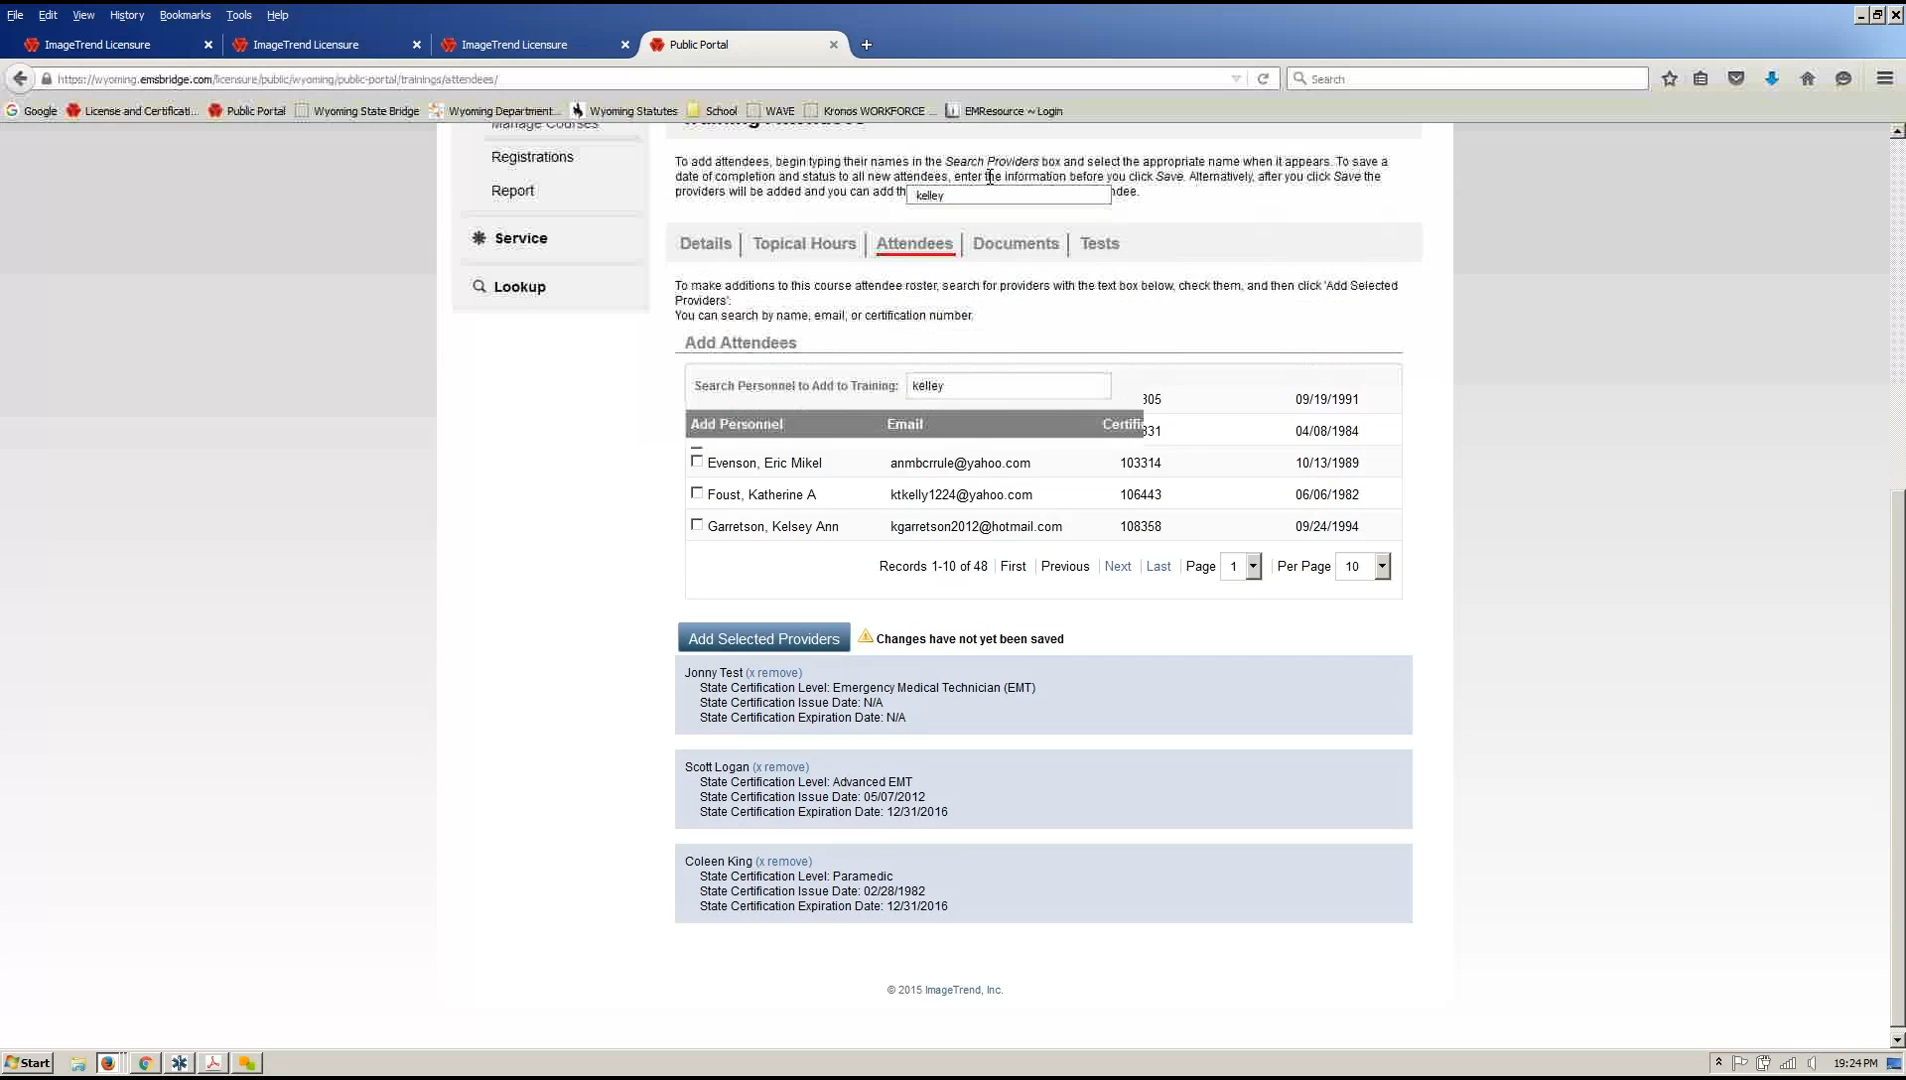 File Edit View History Bookmarks Tools Help
ImageTrend Licensure × ImageTrend Licensure × ImageTrend Licensure × Public Portal × +
https://wyoming.emsbridge.com/licensure/public/wyoming/public-portal/trainings/attendees/ Search
Google License and Certificati... Public Portal Wyoming State Bridge Wyoming Department... Wyoming Statutes School WAVE Kronos WORKFORCE ... EMResource ~ Login
Manage Courses
Registrations
Report
Service
Lookup
Training Attendees
To add attendees, begin typing their names in the Search Providers box and select the appropriate name when it appears. To save a
date of completion and status to all new attendees, enter the information before you click Save. Alternatively, after you click Save the
providers will be added and you can add th endee.
kelley
Details Topical Hours Attendees Documents Tests
To make additions to this course attendee roster, search for providers with the text box below, check them, and then click 'Add Selected
Providers'.
You can search by name, email, or certification number.
Add Attendees
Search Personnel to Add to Training: kelley
305 09/19/1991
Add Personnel Email Certifi
331 04/08/1984
Evenson, Eric Mikel anmbcrrule@yahoo.com 103314 10/13/1989
Foust, Katherine A ktkelly1224@yahoo.com 106443 06/06/1982
Garretson, Kelsey Ann kgarretson2012@hotmail.com 108358 09/24/1994
Records 1-10 of 48 First Previous Next Last Page 1 Per Page 10
Add Selected Providers Changes have not yet been saved
Jonny Test (x remove)
State Certification Level: Emergency Medical Technician (EMT)
State Certification Issue Date: N/A
State Certification Expiration Date: N/A
Scott Logan (x remove)
State Certification Level: Advanced EMT
State Certification Issue Date: 05/07/2012
State Certification Expiration Date: 12/31/2016
Coleen King (x remove)
State Certification Level: Paramedic
State Certification Issue Date: 02/28/1982
State Certification Expiration Date: 12/31/2016
© 2015 ImageTrend, Inc.
Start 19:24 PM